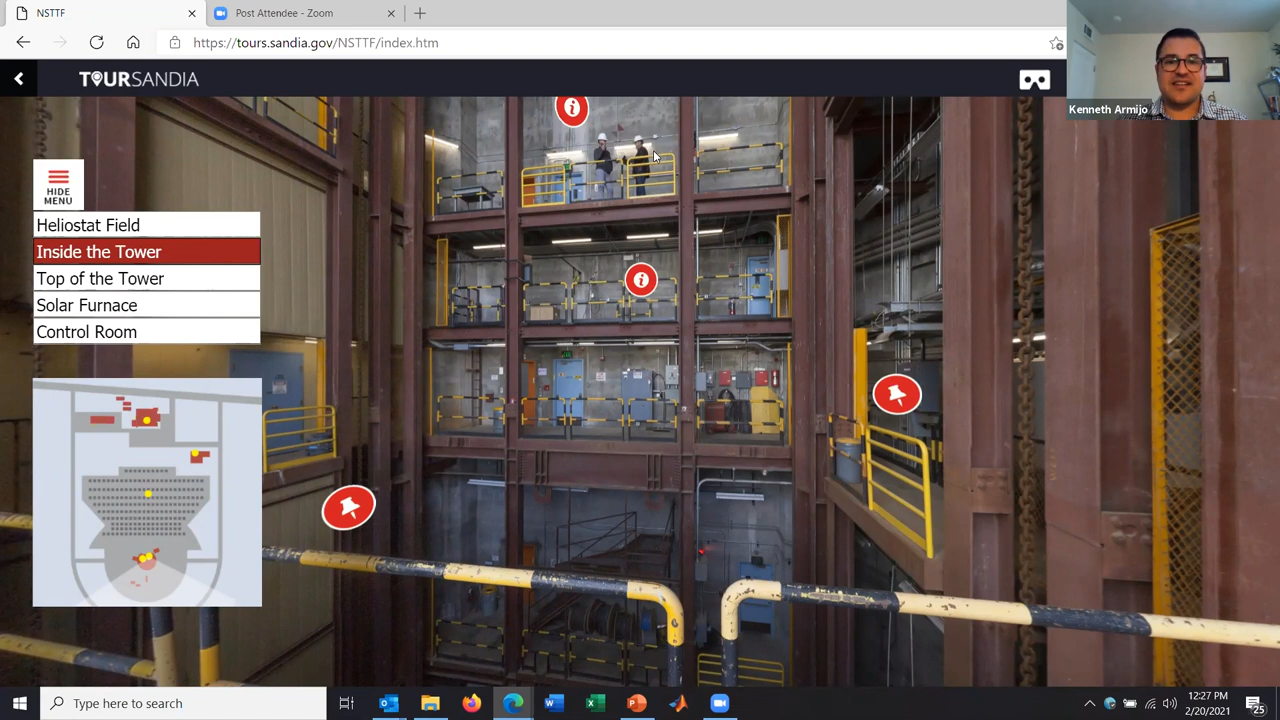 NSTTF
Post Attendee - Zoom
https://tours.sandia.gov/NSTTF/index.htm
TOURSANDIA
Kenneth Armijo
HIDE
MENU
Heliostat Field
Inside the Tower
Top of the Tower
Solar Furnace
Control Room
Type here to search
12:27 PM
2/20/2021
25